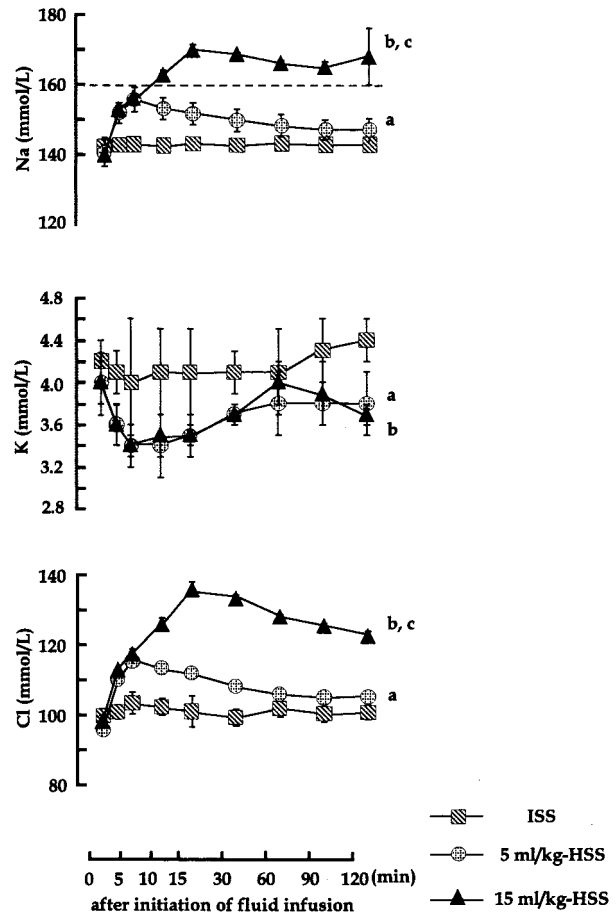 180
160
140
120
Na (mmol/L)
b, c
a
4.8
4.4
4.0
3.6
3.2
2.8
K (mmol/L)
a
b
140
120
100
80
Cl (mmol/L)
b, c
a
0 5 10 15 30 60 90 120 (min)
after initiation of fluid infusion
ISS
5 ml/kg-HSS
15 ml/kg-HSS